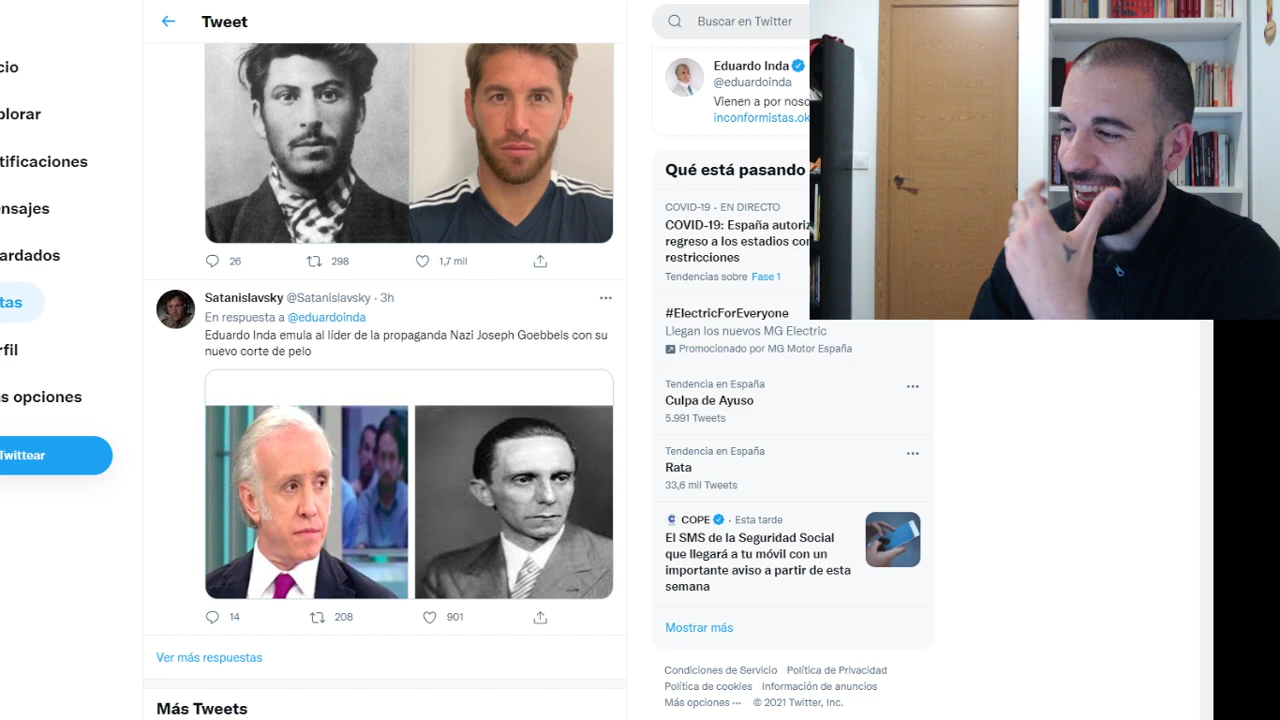 cio
plorar
tificaciones
ensajes
ardados
tas
rfil
s opciones
Twittear
Tweet
26
298
1,7 mil
Satanislavsky @Satanislavsky · 3h
En respuesta a @eduardoinda
Eduardo Inda emula al líder de la propaganda Nazi Joseph Goebbels con su
nuevo corte de pelo
14
208
901
Ver más respuestas
Más Tweets
Buscar en Twitter
Eduardo Inda
@eduardoinda
Vienen a por noso
inconformistas.ok
Qué está pasando
COVID-19 · EN DIRECTO
COVID-19: España autoriz
regreso a los estadios con
restricciones
Tendencias sobre Fase 1
#ElectricForEveryone
Llegan los nuevos MG Electric
Promocionado por MG Motor España
Tendencia en España
Culpa de Ayuso
5.991 Tweets
Tendencia en España
Rata
33,6 mil Tweets
COPE · Esta tarde
El SMS de la Seguridad Social
que llegará a tu móvil con un
importante aviso a partir de esta
semana
Mostrar más
Condiciones de Servicio Política de Privacidad
Política de cookies Información de anuncios
Más opciones ··· © 2021 Twitter, Inc.